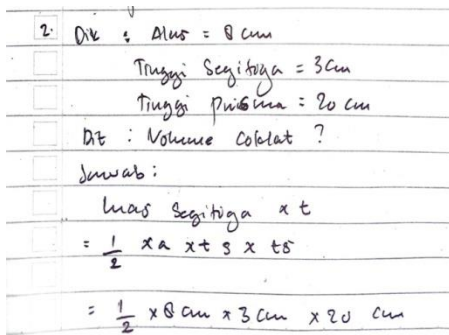 2. Dik : Alas = 8 cm
Tinggi Segitiga = 3 cm
Tinggi prisma = 20 cm
Dit : Volume Coklat ?
Jawab :
Luas Segitiga x t
= 1/2 x a x t s x ts
= 1/2 x 8 cm x 3 cm x 20 cm